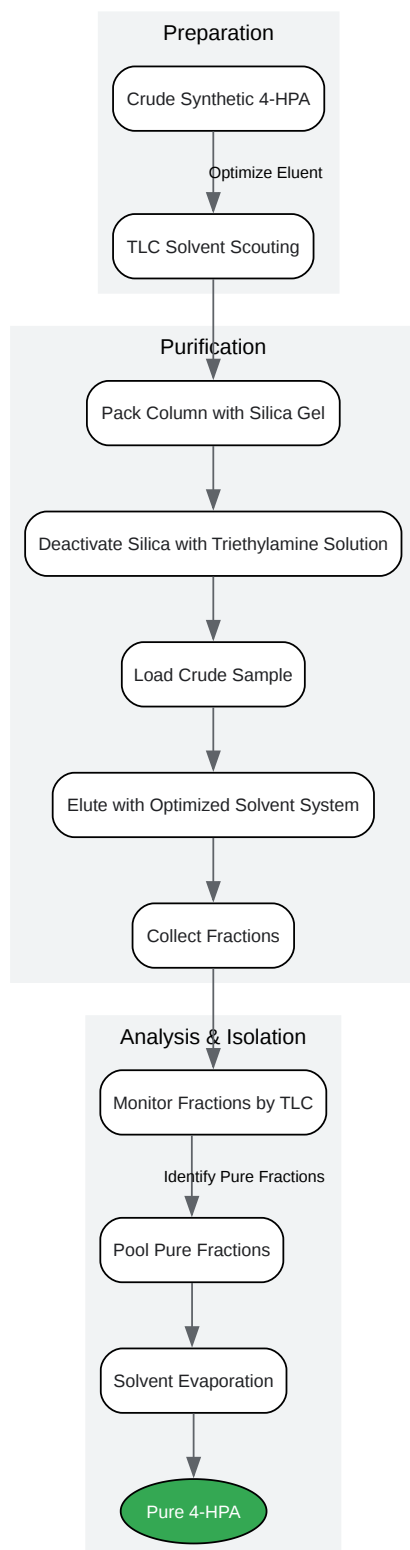 Preparation
Crude Synthetic 4-HPA
Optimize Eluent
TLC Solvent Scouting
Purification
Pack Column with Silica Gel
Deactivate Silica with Triethylamine Solution
Load Crude Sample
Elute with Optimized Solvent System
Collect Fractions
Analysis & Isolation
Monitor Fractions by TLC
Identify Pure Fractions
Pool Pure Fractions
Solvent Evaporation
Pure 4-HPA